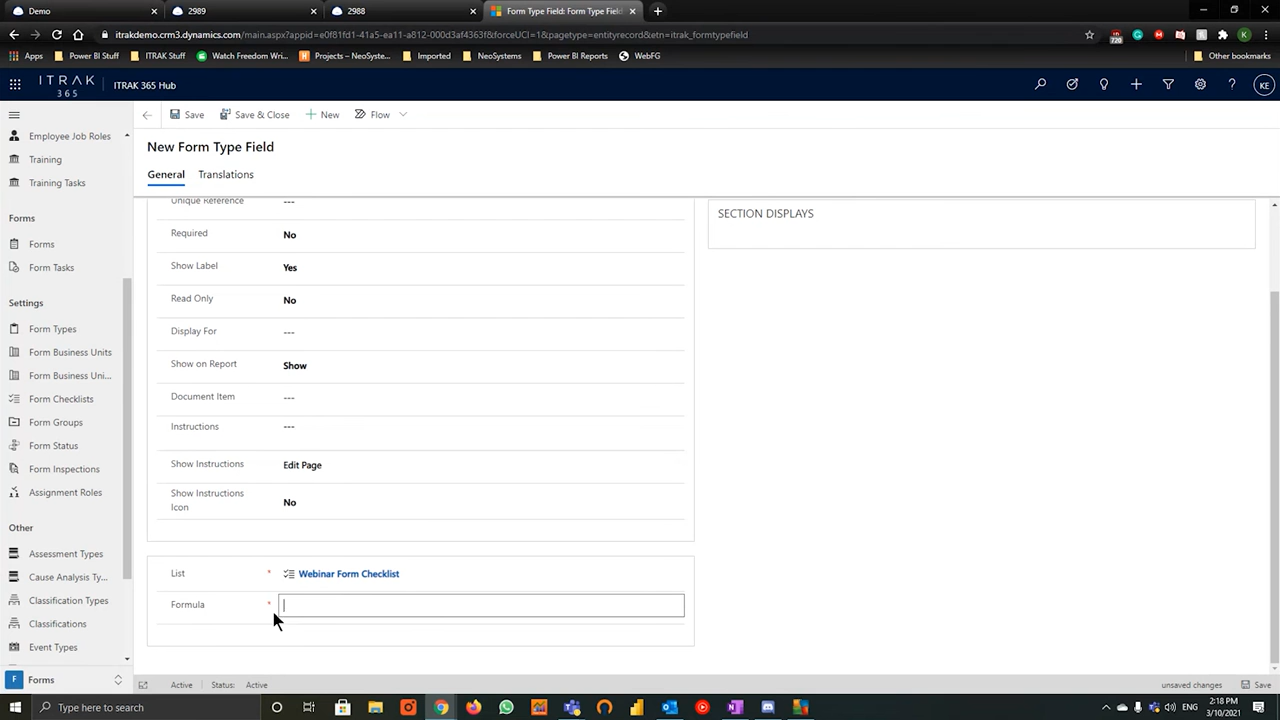 Demo
2989
2988
Form Type Field: Form Type Field
itrakdemo.crm3.dynamics.com/main.aspx?appid=e0f81fd1-41a5-ea11-a812-000d3af4363f&forceUCI=1&pagetype=entityrecord&etn=itrak_formtypefield
726
K
Apps
Power BI Stuff
ITRAK Stuff
Watch Freedom Wri...
Projects – NeoSyste...
Imported
NeoSystems
Power BI Reports
WebFG
Other bookmarks
ITRAK
365
ITRAK 365 Hub
KE
Save
Save & Close
New
Flow
Employee Job Roles
Training
Training Tasks
Forms
Forms
Form Tasks
Settings
Form Types
Form Business Units
Form Business Uni...
Form Checklists
Form Groups
Form Status
Form Inspections
Assignment Roles
Other
Assessment Types
Cause Analysis Ty...
Classification Types
Classifications
Event Types
F
Forms
New Form Type Field
General
Translations
Unique Reference
---
Required
No
Show Label
Yes
Read Only
No
Display For
---
Show on Report
Show
Document Item
---
Instructions
---
Show Instructions
Edit Page
Show Instructions
Icon
No
List
*
Webinar Form Checklist
Formula
*
SECTION DISPLAYS
Active
Status:
Active
unsaved changes
Save
Type here to search
2:18 PM
3/10/2021